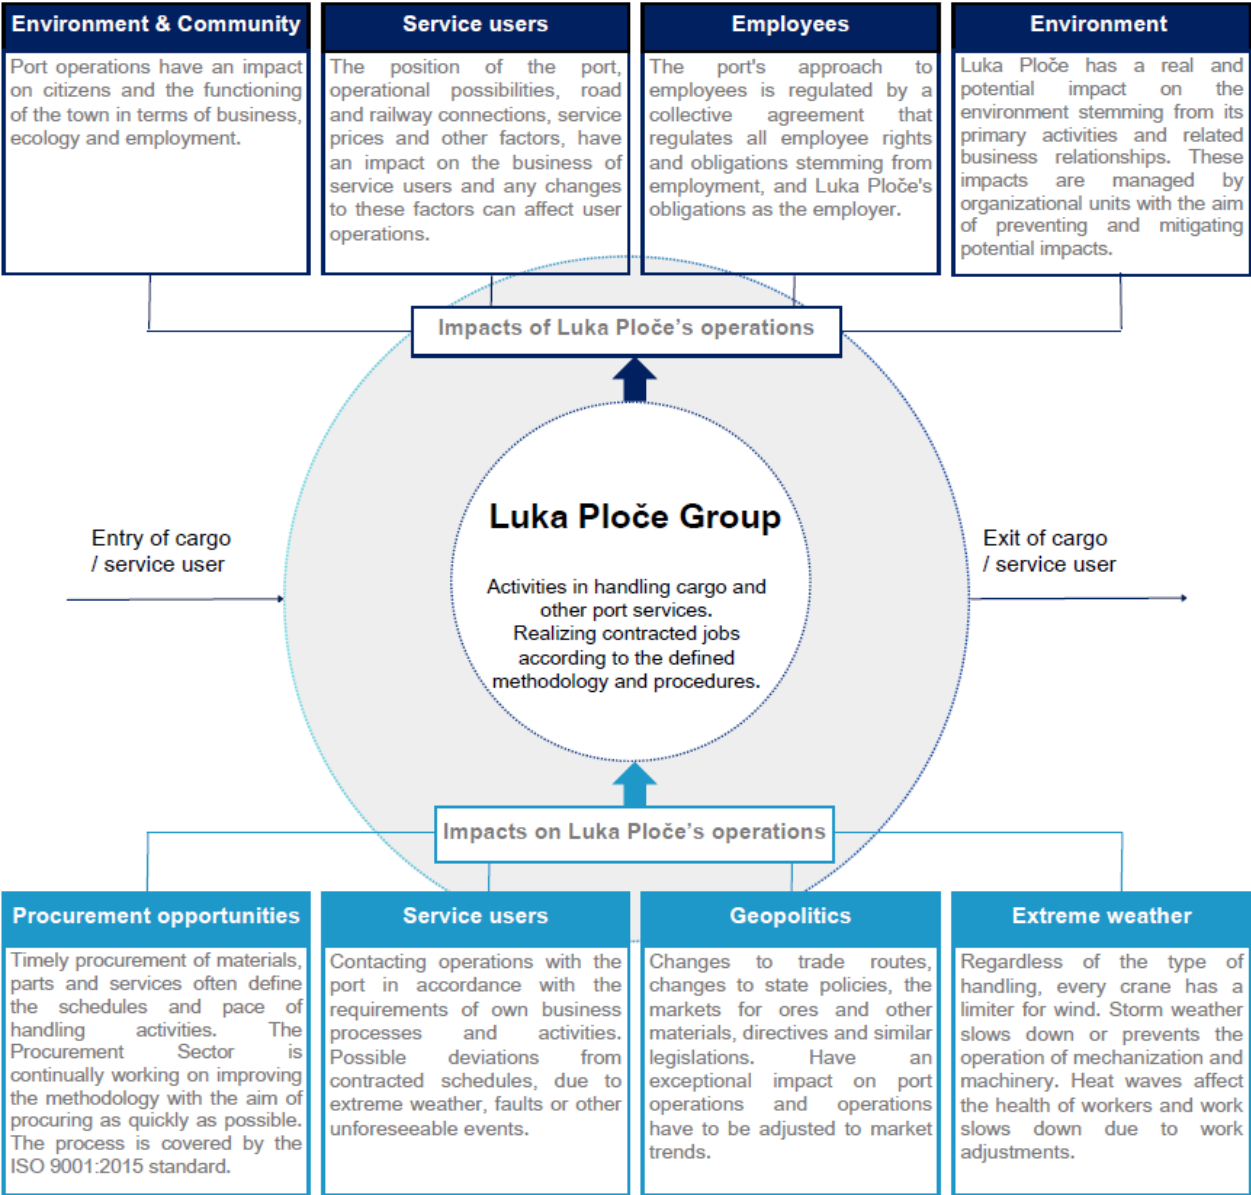 Environment & Community
Port operations have an impact
on citizens and the functioning
of the town in terms of business,
ecology and employment.
Service users
The position of the port,
operational possibilities, road
and railway connections, service
prices and other factors, have
an impact on the business of
service users and any changes
to these factors can affect user
operations.
Employees
The port's approach to
employees is regulated by a
collective agreement that
regulates all employee rights
and obligations stemming from
employment, and Luka Ploče's
obligations as the employer.
Environment
Luka Ploče has a real and
potential impact on the
environment stemming from its
primary activities and related
business relationships. These
impacts are managed by
organizational units with the aim
of preventing and mitigating
potential impacts.
Impacts of Luka Ploče’s operations
Entry of cargo
/ service user
Luka Ploče Group
Activities in handling cargo and
other port services.
Realizing contracted jobs
according to the defined
methodology and procedures.
Exit of cargo
/ service user
Impacts on Luka Ploče’s operations
Procurement opportunities
Timely procurement of materials,
parts and services often define
the schedules and pace of
handling activities. The
Procurement Sector is
continually working on improving
the methodology with the aim of
procuring as quickly as possible.
The process is covered by the
ISO 9001:2015 standard.
Service users
Contacting operations with the
port in accordance with the
requirements of own business
processes and activities.
Possible deviations from
contracted schedules, due to
extreme weather, faults or other
unforeseeable events.
Geopolitics
Changes to trade routes,
changes to state policies, the
markets for ores and other
materials, directives and similar
legislations. Have an
exceptional impact on port
operations and operations
have to be adjusted to market
trends.
Extreme weather
Regardless of the type of
handling, every crane has a
limiter for wind. Storm weather
slows down or prevents the
operation of mechanization and
machinery. Heat waves affect
the health of workers and work
slows down due to work
adjustments.